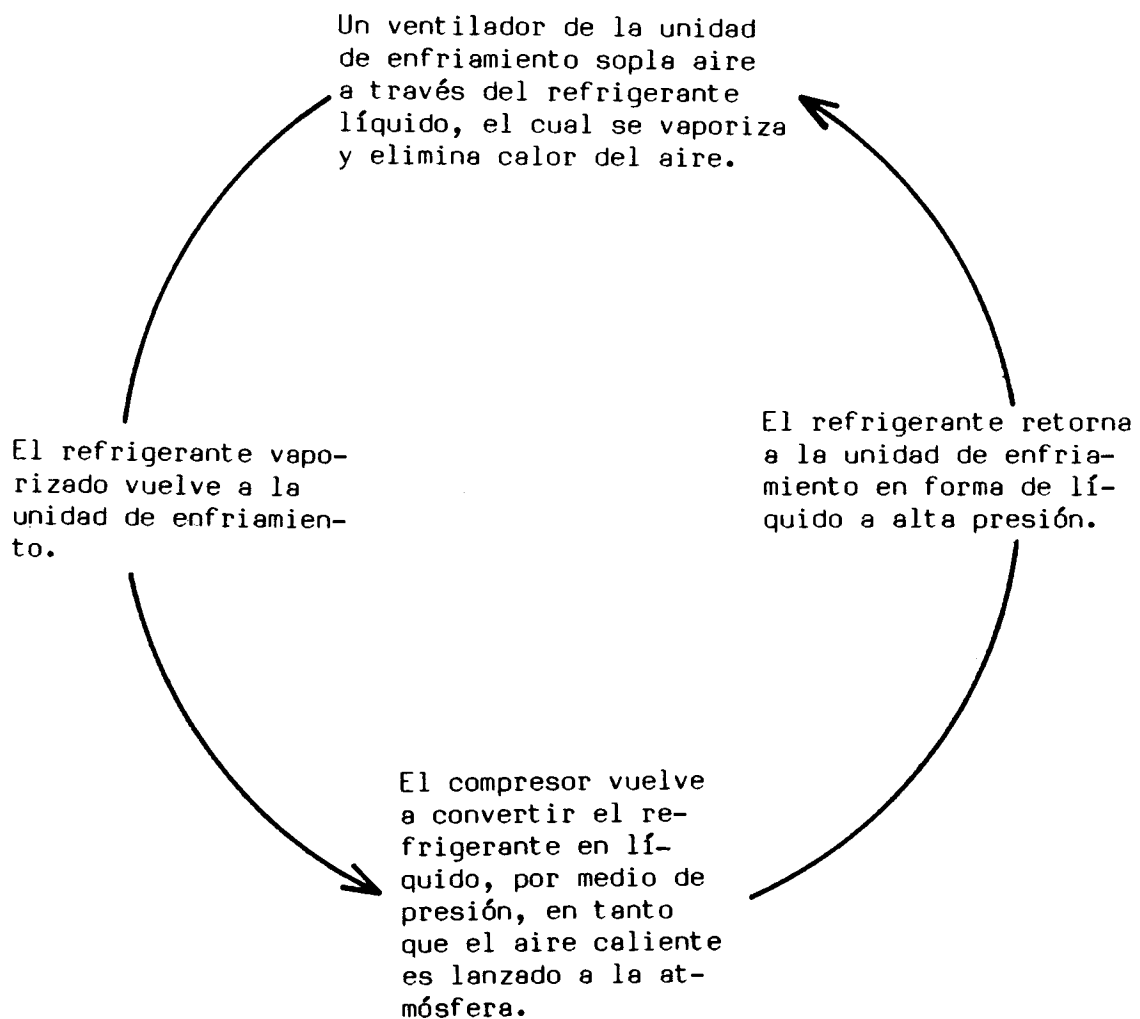 Un ventilador de la unidad
de enfriamiento sopla aire
a través del refrigerante
líquido, el cual se vaporiza
y elimina calor del aire.
El refrigerante vapo-
rizado vuelve a la
unidad de enfriamien-
to.
El compresor vuelve
a convertir el re-
frigerante en lí-
quido, por medio de
presión, en tanto
que el aire caliente
es lanzado a la at-
mósfera.
El refrigerante retorna
a la unidad de enfria-
miento en forma de lí-
quido a alta presión.